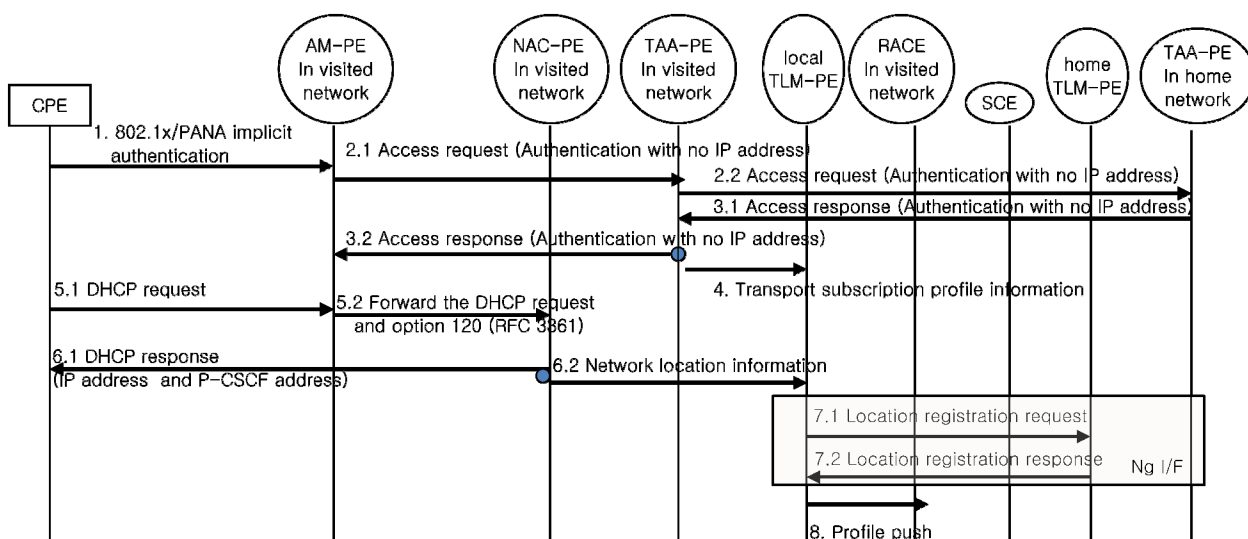 AM-PE
In visited
network
NAC-PE
In visited
network
TAA-PE
In visited
network
local
TLM-PE
RACE
In visited
network
SCE
home
TLM-PE
TAA-PE
In home
network
CPE
1. 802.1x/PANA implicit
authentication
2.1 Access request (Authentication with no IP address)
2.2 Access request (Authentication with no IP address)
3.1 Access response (Authentication with no IP address)
3.2 Access response (Authentication with no IP address)
4. Transport subscription profile information
5.1 DHCP request
5.2 Forward the DHCP request
and option 120 (RFC 3361)
6.1 DHCP response
(IP address and P-CSCF address)
6.2 Network location information
7.1 Location registration request
7.2 Location registration response
Ng I/F
8. Profile push